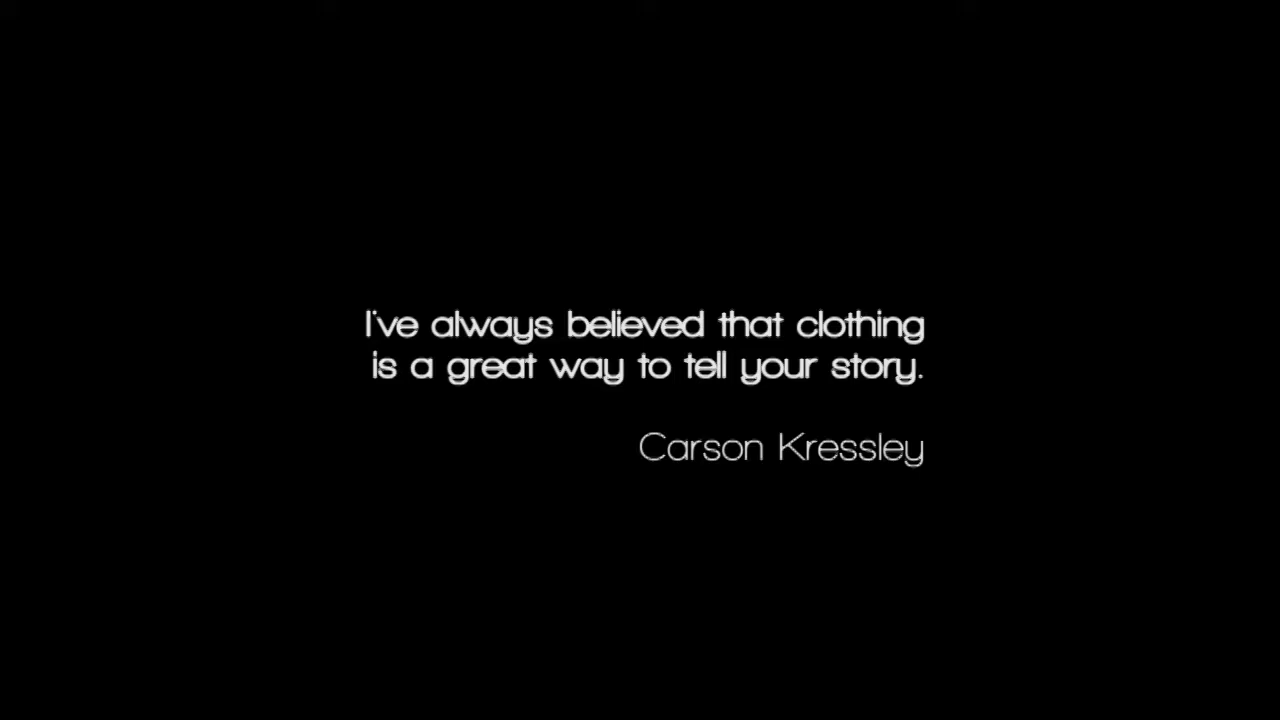 I've always believed that clothing
is a great way to tell your story.
Carson Kressley